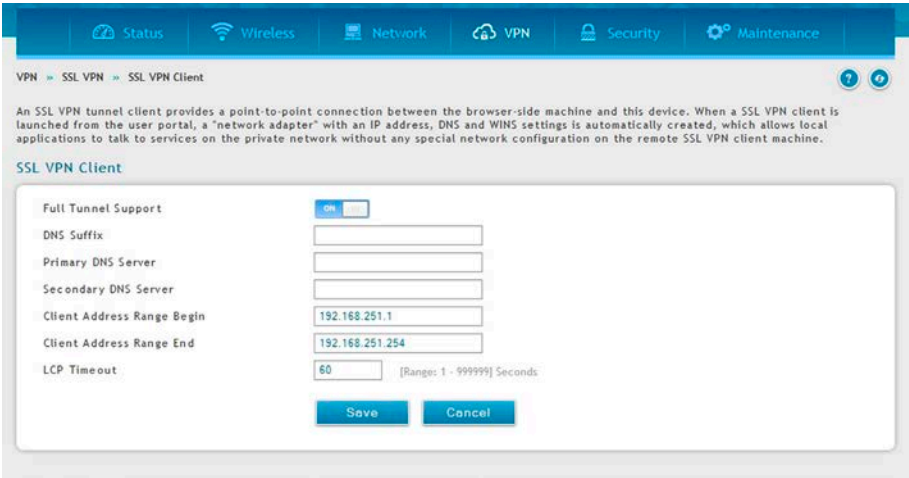 Status Wireless Network VPN Security Maintenance
VPN » SSL VPN » SSL VPN Client
An SSL VPN tunnel client provides a point-to-point connection between the browser-side machine and this device. When a SSL VPN client is
launched from the user portal, a "network adapter" with an IP address, DNS and WINS settings is automatically created, which allows local
applications to talk to services on the private network without any special network configuration on the remote SSL VPN client machine.
SSL VPN Client
Full Tunnel Support ON
DNS Suffix
Primary DNS Server
Secondary DNS Server
Client Address Range Begin 192.168.251.1
Client Address Range End 192.168.251.254
LCP Timeout 60 [Range: 1 - 999999] Seconds
Save Cancel